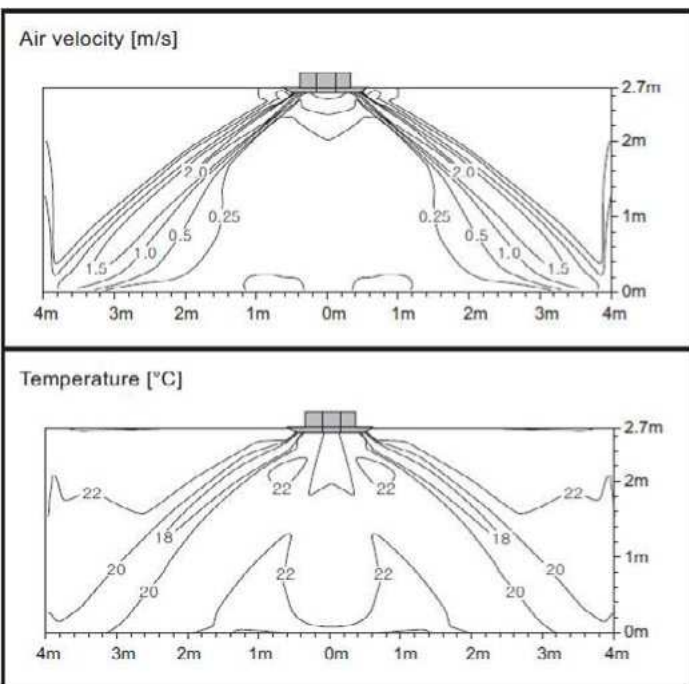 Air velocity [m/s]
2.7m
2m
2.0 2.0
0.25 0.25 1m
0.5 0.5
1.0 1.0
1.5 1.5
0m
4m 3m 2m 1m 0m 1m 2m 3m 4m
Temperature [°C]
2.7m
22 22 22 22 2m
18 18
20 22 22 20 1m
20 20
0m
4m 3m 2m 1m 0m 1m 2m 3m 4m